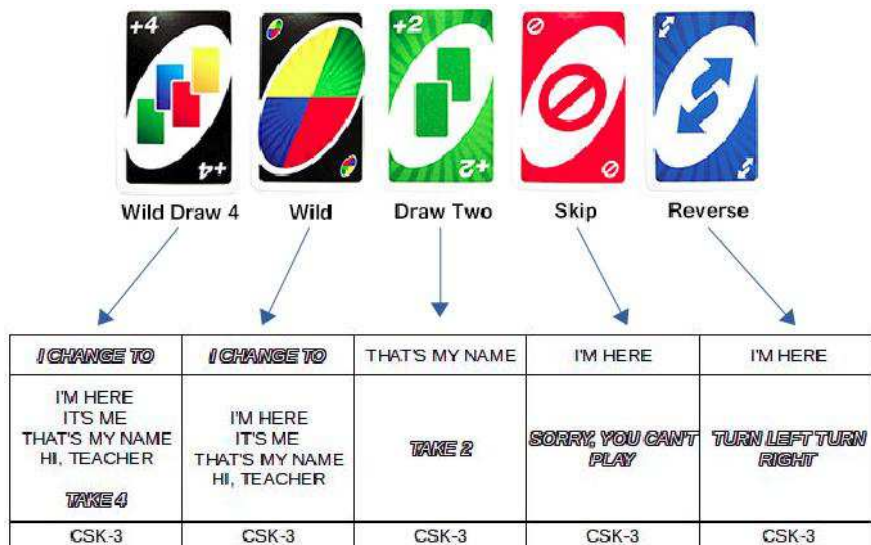 +4
+4
+2
+2
Wild Draw 4
Wild
Draw Two
Skip
Reverse
I CHANGE TO
I CHANGE TO
THAT'S MY NAME
I'M HERE
I'M HERE
I'M HERE
IT'S ME
THAT'S MY NAME
HI, TEACHER
TAKE 4
I'M HERE
IT'S ME
THAT'S MY NAME
HI, TEACHER
TAKE 2
SORRY, YOU CAN'T
PLAY
TURN LEFT TURN
RIGHT
CSK-3
CSK-3
CSK-3
CSK-3
CSK-3